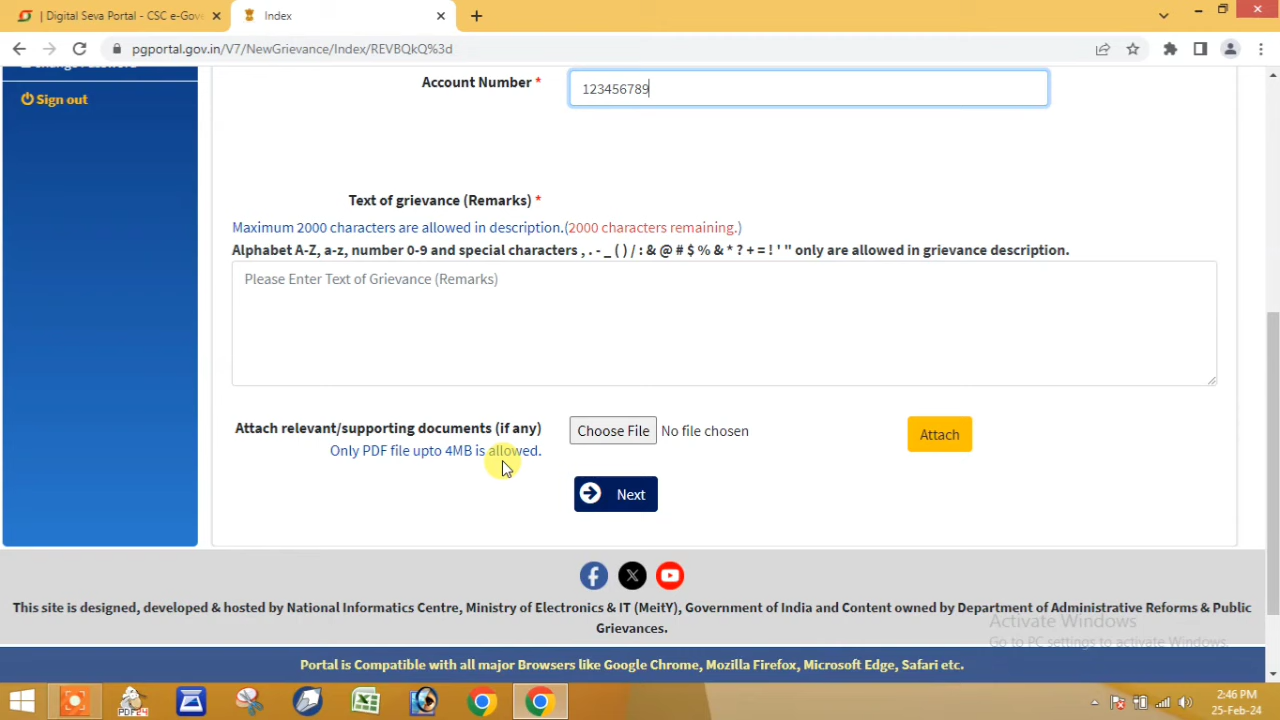 | Digital Seva Portal - CSC e-Gov
Index
pgportal.gov.in/V7/NewGrievance/Index/REVBQkQ%3d
Sign out
Account Number *
123456789
Text of grievance (Remarks) *
Maximum 2000 characters are allowed in description.(2000 characters remaining.)
Alphabet A-Z, a-z, number 0-9 and special characters , . - _ ( ) / : & @ # $ % & * ? + = ! ' " only are allowed in grievance description.
Please Enter Text of Grievance (Remarks)
Attach relevant/supporting documents (if any)
Choose File No file chosen
Attach
Only PDF file upto 4MB is allowed.
Next
This site is designed, developed & hosted by National Informatics Centre, Ministry of Electronics & IT (MeitY), Government of India and Content owned by Department of Administrative Reforms & Public
Grievances.
Activate Windows
Go to PC settings to activate Windows.
Portal is Compatible with all major Browsers like Google Chrome, Mozilla Firefox, Microsoft Edge, Safari etc.
PDF24
2:46 PM
25-Feb-24